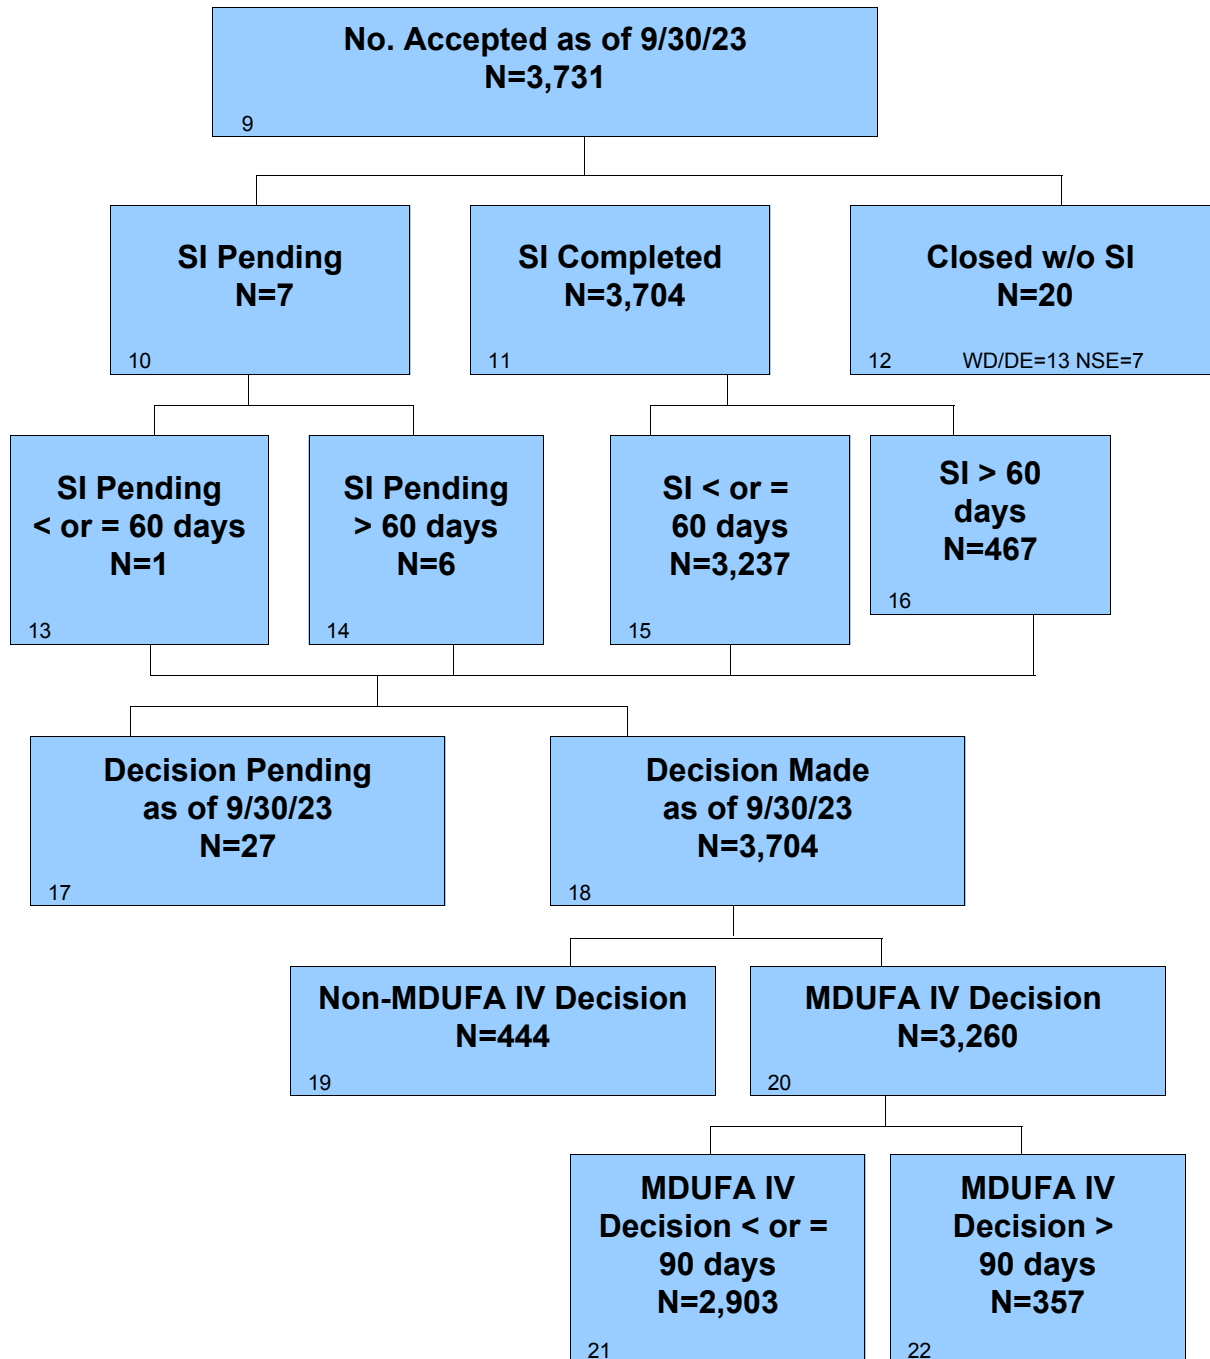 No. Accepted as of 9/30/23
N=3,731
9
SI Pending
N=7
10
SI Completed
N=3,704
11
Closed w/o SI
N=20
12 WD/DE=13 NSE=7
SI Pending
< or = 60 days
N=1
13
SI Pending
> 60 days
N=6
14
SI < or =
60 days
N=3,237
15
SI > 60
days
N=467
16
Decision Pending
as of 9/30/23
N=27
17
Decision Made
as of 9/30/23
N=3,704
18
Non-MDUFA IV Decision
N=444
19
MDUFA IV Decision
N=3,260
20
MDUFA IV
Decision < or =
90 days
N=2,903
21
MDUFA IV
Decision >
90 days
N=357
22